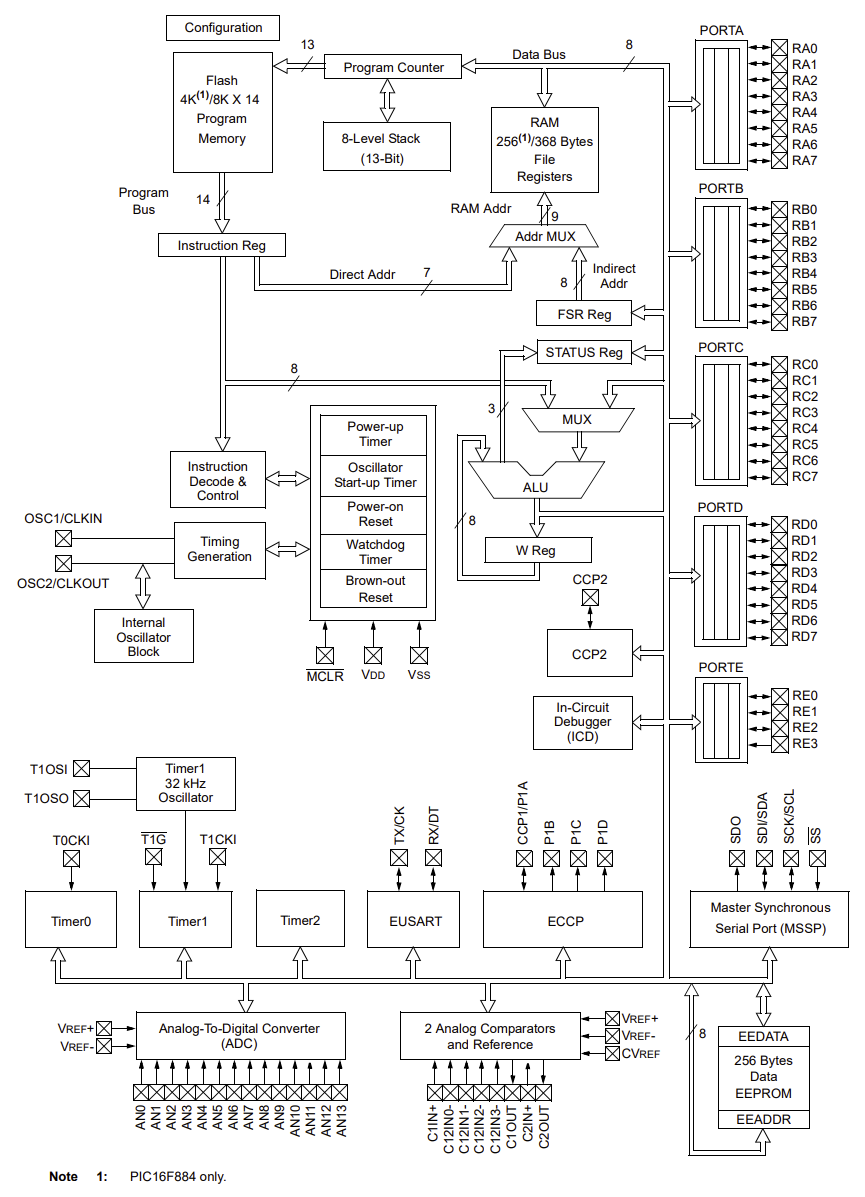 Configuration
13
Data Bus
8
PORTA
Flash
4K(1)/8K X 14
Program
Memory
Program Counter
8-Level Stack
(13-Bit)
RAM
256(1)/368 Bytes
File
Registers
RA0
RA1
RA2
RA3
RA4
RA5
RA6
RA7
Program
Bus
14
RAM Addr
9
PORTB
RB0
RB1
RB2
RB3
RB4
RB5
RB6
RB7
Instruction Reg
Addr MUX
Direct Addr
7
8
Indirect
Addr
FSR Reg
STATUS Reg
PORTC
RC0
RC1
RC2
RC3
RC4
RC5
RC6
RC7
8
3
MUX
Power-up
Timer
Oscillator
Start-up Timer
Power-on
Reset
Watchdog
Timer
Brown-out
Reset
Instruction
Decode &
Control
ALU
8
W Reg
PORTD
RD0
RD1
RD2
RD3
RD4
RD5
RD6
RD7
OSC1/CLKIN
OSC2/CLKOUT
Timing
Generation
Internal
Oscillator
Block
MCLR
VDD
VSS
CCP2
CCP2
In-Circuit
Debugger
(ICD)
PORTE
RE0
RE1
RE2
RE3
T1OSI
T1OSO
Timer1
32 kHz
Oscillator
T0CKI
T1G
T1CKI
TX/CK
RX/DT
CCP1/P1A
P1B
P1C
P1D
SDO
SDI/SDA
SCK/SCL
SS
Timer0
Timer1
Timer2
EUSART
ECCP
Master Synchronous
Serial Port (MSSP)
VREF+
VREF-
Analog-To-Digital Converter
(ADC)
2 Analog Comparators
and Reference
VREF+
VREF-
CVREF
8
EEDATA
256 Bytes
Data
EEPROM
EEADDR
AN0
AN1
AN2
AN3
AN4
AN5
AN6
AN7
AN8
AN9
AN10
AN11
AN12
AN13
C1IN+
C12IN0-
C12IN1-
C12IN2-
C12IN3-
C1OUT
C2IN+
C2OUT
Note 1: PIC16F884 only.